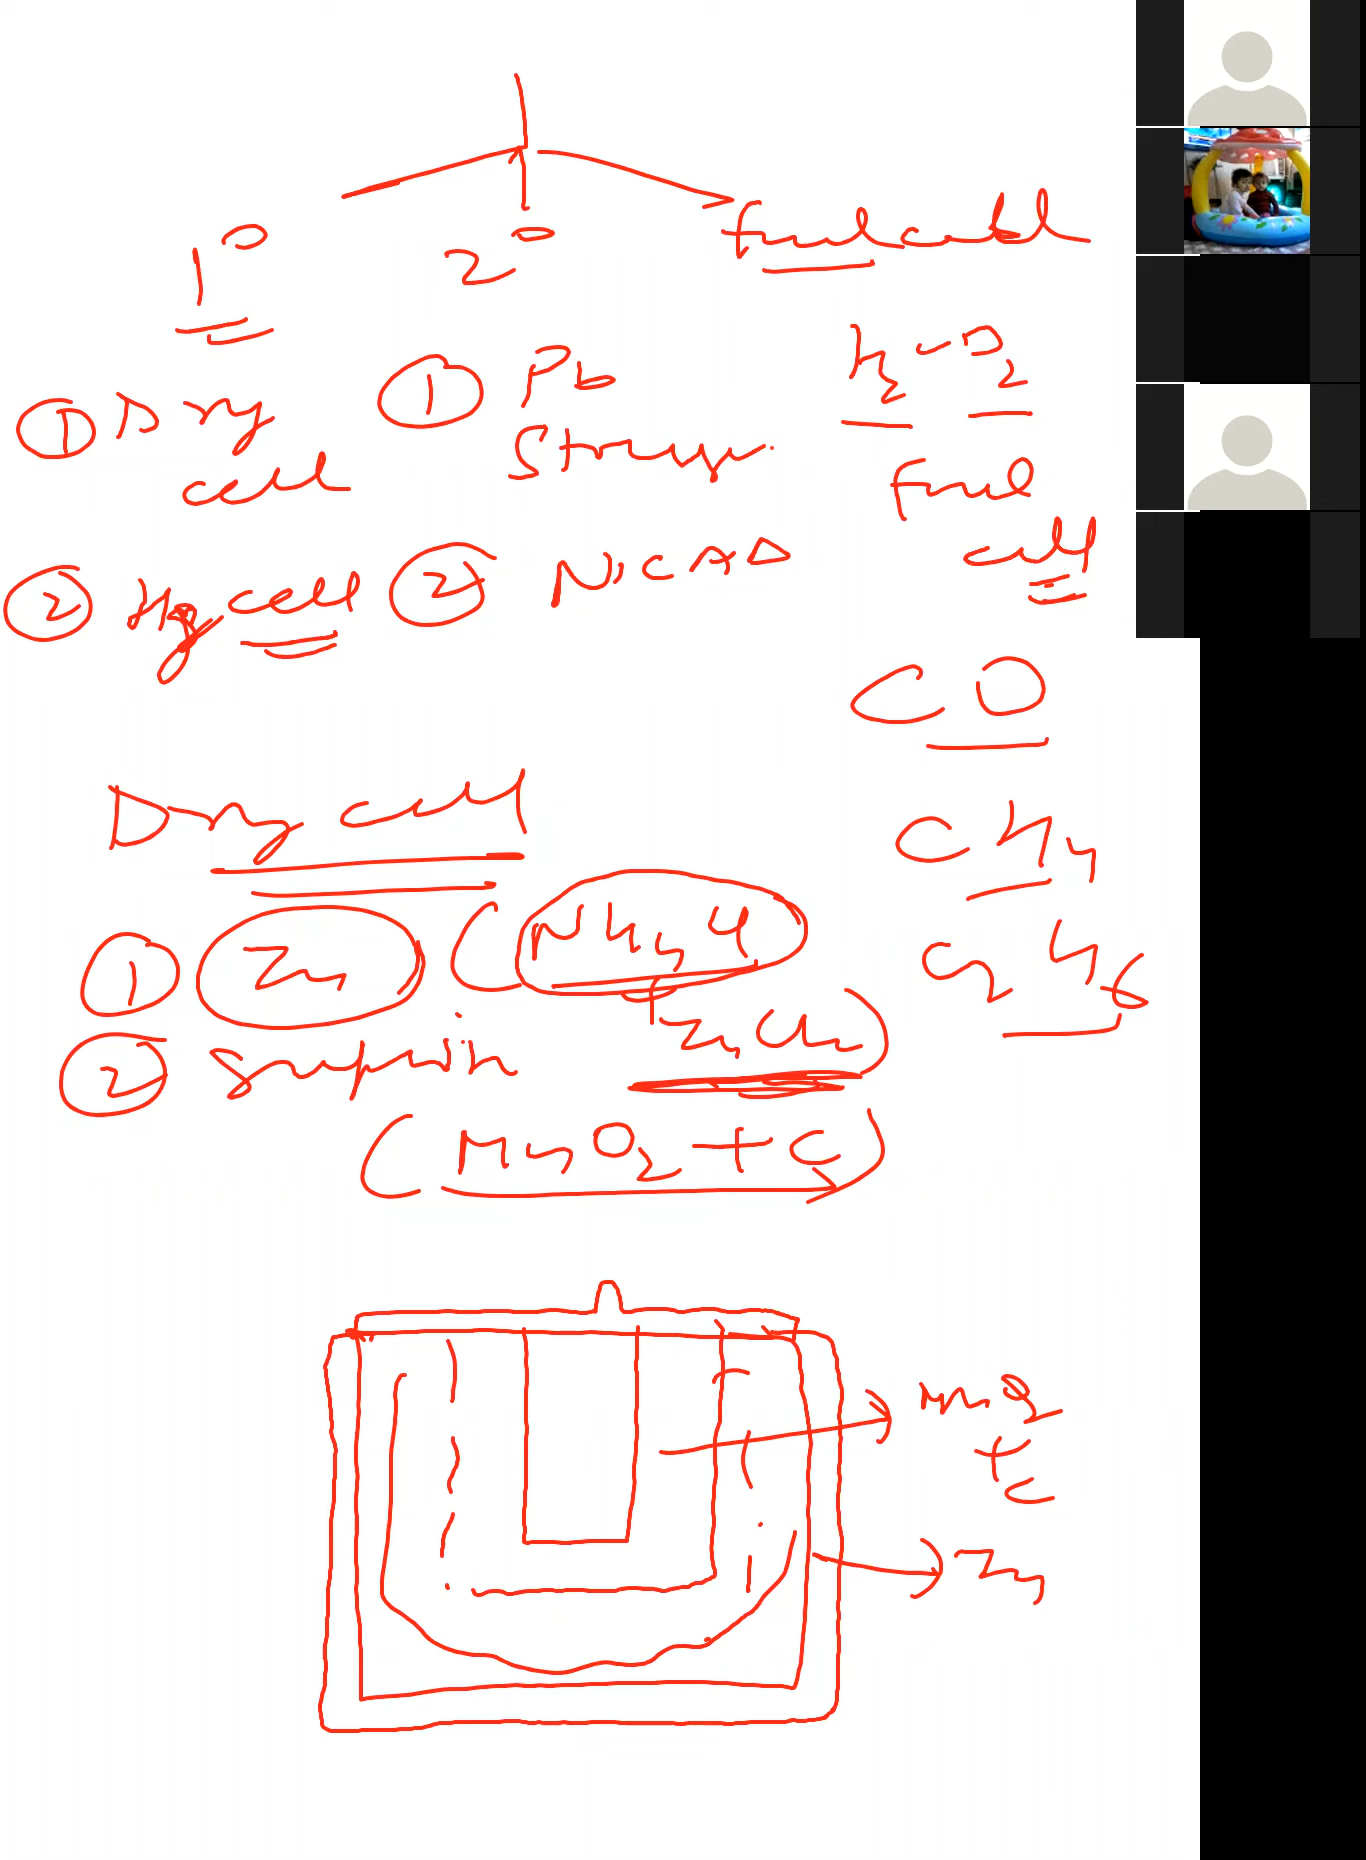 1° 2° fuel cell
① Dry cell
② Hg cell
① Pb
Storage
② NiCAD
H2-O2
fuel
cell
CO
CH4
C2H6
Dry cell
① Zn (NH4Cl
+ ZnCl2)
② Graphite
(MnO2 + C)
MnO2
+ C
Zn